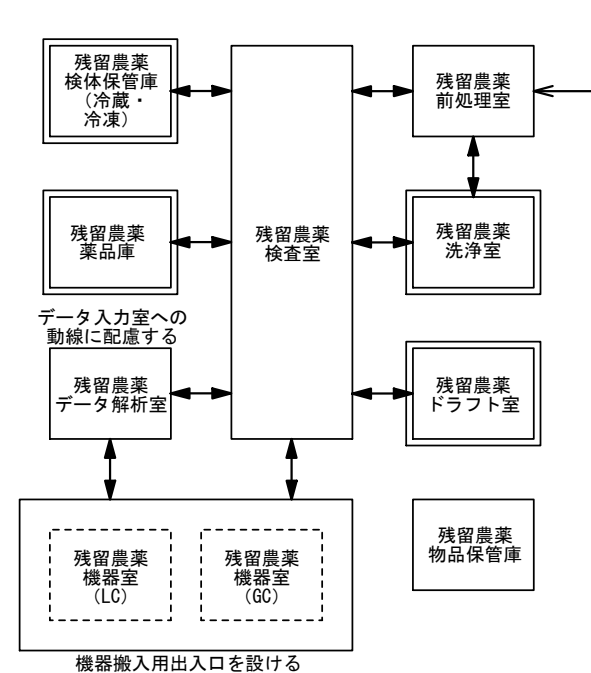 残留農薬
検体保管庫
（冷蔵・
冷凍）
残留農薬
検査室
残留農薬
前処理室
残留農薬
薬品庫
残留農薬
洗浄室
データ入力室への
動線に配慮する
残留農薬
データ解析室
残留農薬
ドラフト室
残留農薬
機器室
(LC)
残留農薬
機器室
(GC)
残留農薬
物品保管庫
機器搬入用出入口を設ける